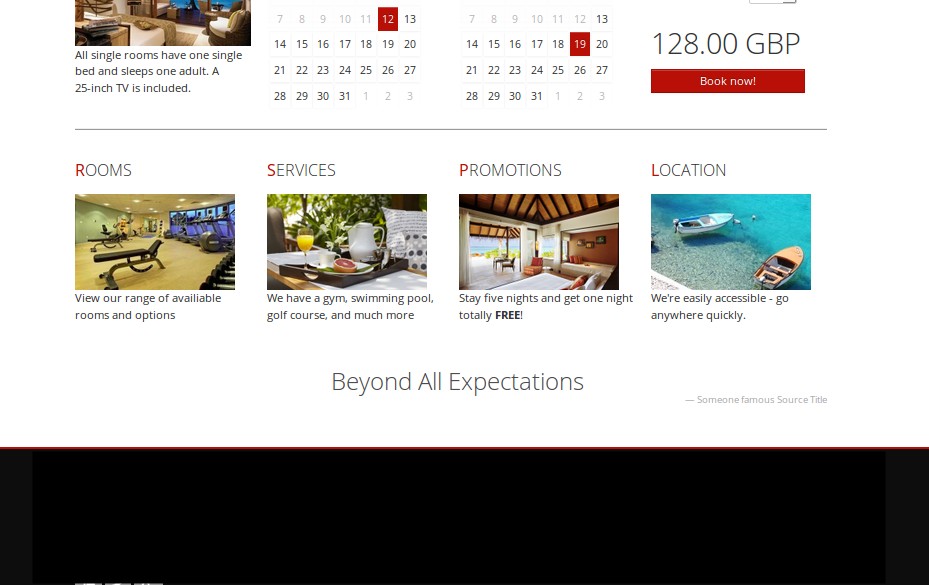 All single rooms have one single
bed and sleeps one adult. A
25-inch TV is included.
7 8 9 10 11 12 13
14 15 16 17 18 19 20
21 22 23 24 25 26 27
28 29 30 31 1 2 3
7 8 9 10 11 12 13
14 15 16 17 18 19 20
21 22 23 24 25 26 27
28 29 30 31 1 2 3
128.00 GBP
Book now!
ROOMS
View our range of availiable
rooms and options
SERVICES
We have a gym, swimming pool,
golf course, and much more
PROMOTIONS
Stay five nights and get one night
totally FREE!
LOCATION
We're easily accessible - go
anywhere quickly.
Beyond All Expectations
— Someone famous Source Title